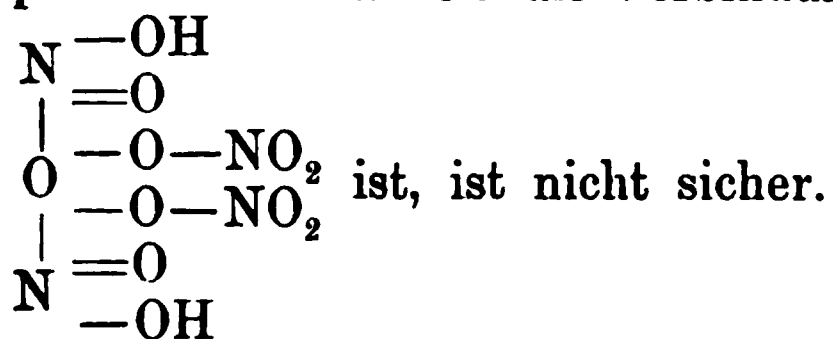 N —OH
=O
O —O—NO₂ ist, ist nicht sicher.
—O—NO₂
N =O
—OH